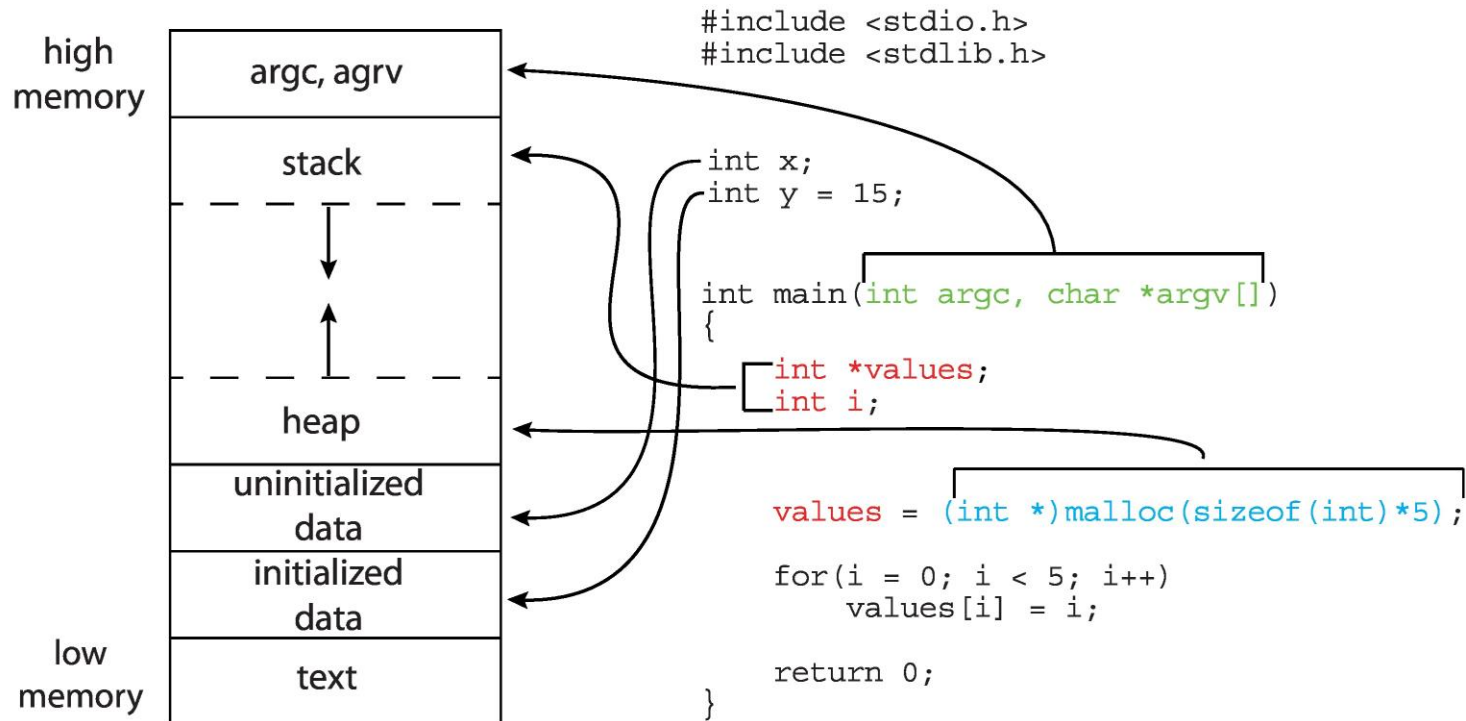 high
memory
argc, agrv
stack
heap
uninitialized
data
initialized
data
text
low
memory
#include <stdio.h>
#include <stdlib.h>
int x;
int y = 15;
int main(int argc, char *argv[])
{
int *values;
int i;
values = (int *)malloc(sizeof(int)*5);
for(i = 0; i < 5; i++)
values[i] = i;
return 0;
}